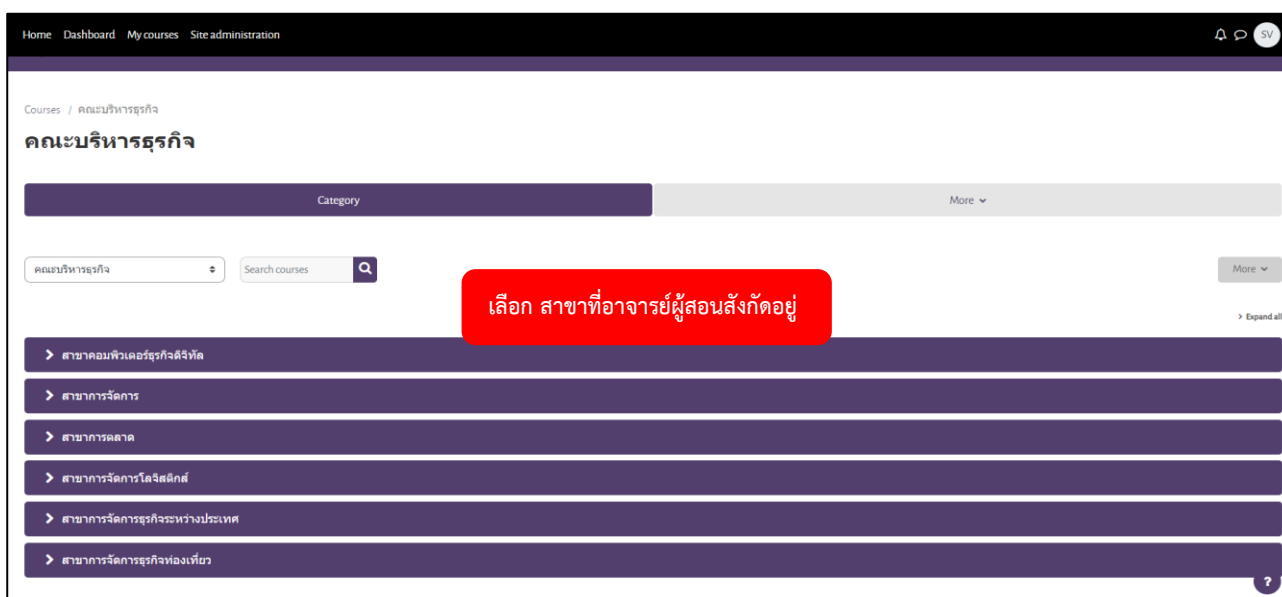 Home Dashboard My courses Site administration SV
Courses / คณะบริหารธุรกิจ
คณะบริหารธุรกิจ
Category More
คณะบริหารธุรกิจ Search courses More
เลือก สาขาที่อาจารย์ผู้สอนสังกัดอยู่
Expand all
สาขาคอมพิวเตอร์ธุรกิจดิจิทัล
สาขาการจัดการ
สาขาการตลาด
สาขาการจัดการโลจิสติกส์
สาขาการจัดการธุรกิจระหว่างประเทศ
สาขาการจัดการธุรกิจท่องเที่ยว
?